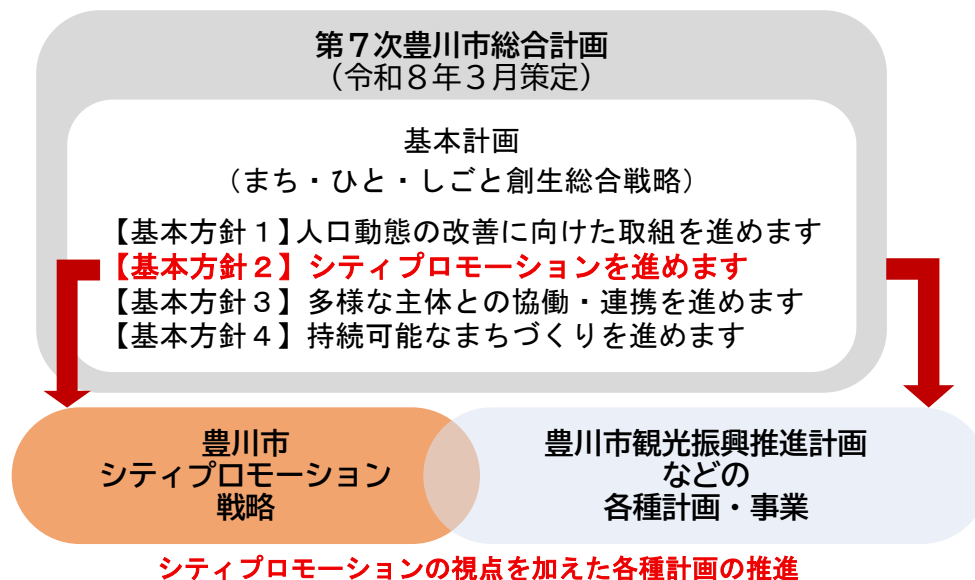 第７次豊川市総合計画
（令和８年３月策定）
基本計画
（まち・ひと・しごと創生総合戦略）
【基本方針１】人口動態の改善に向けた取組を進めます
【基本方針２】シティプロモーションを進めます
【基本方針３】多様な主体との協働・連携を進めます
【基本方針４】持続可能なまちづくりを進めます
豊川市
シティプロモーション
戦略
豊川市観光振興推進計画
などの
各種計画・事業
シティプロモーションの視点を加えた各種計画の推進